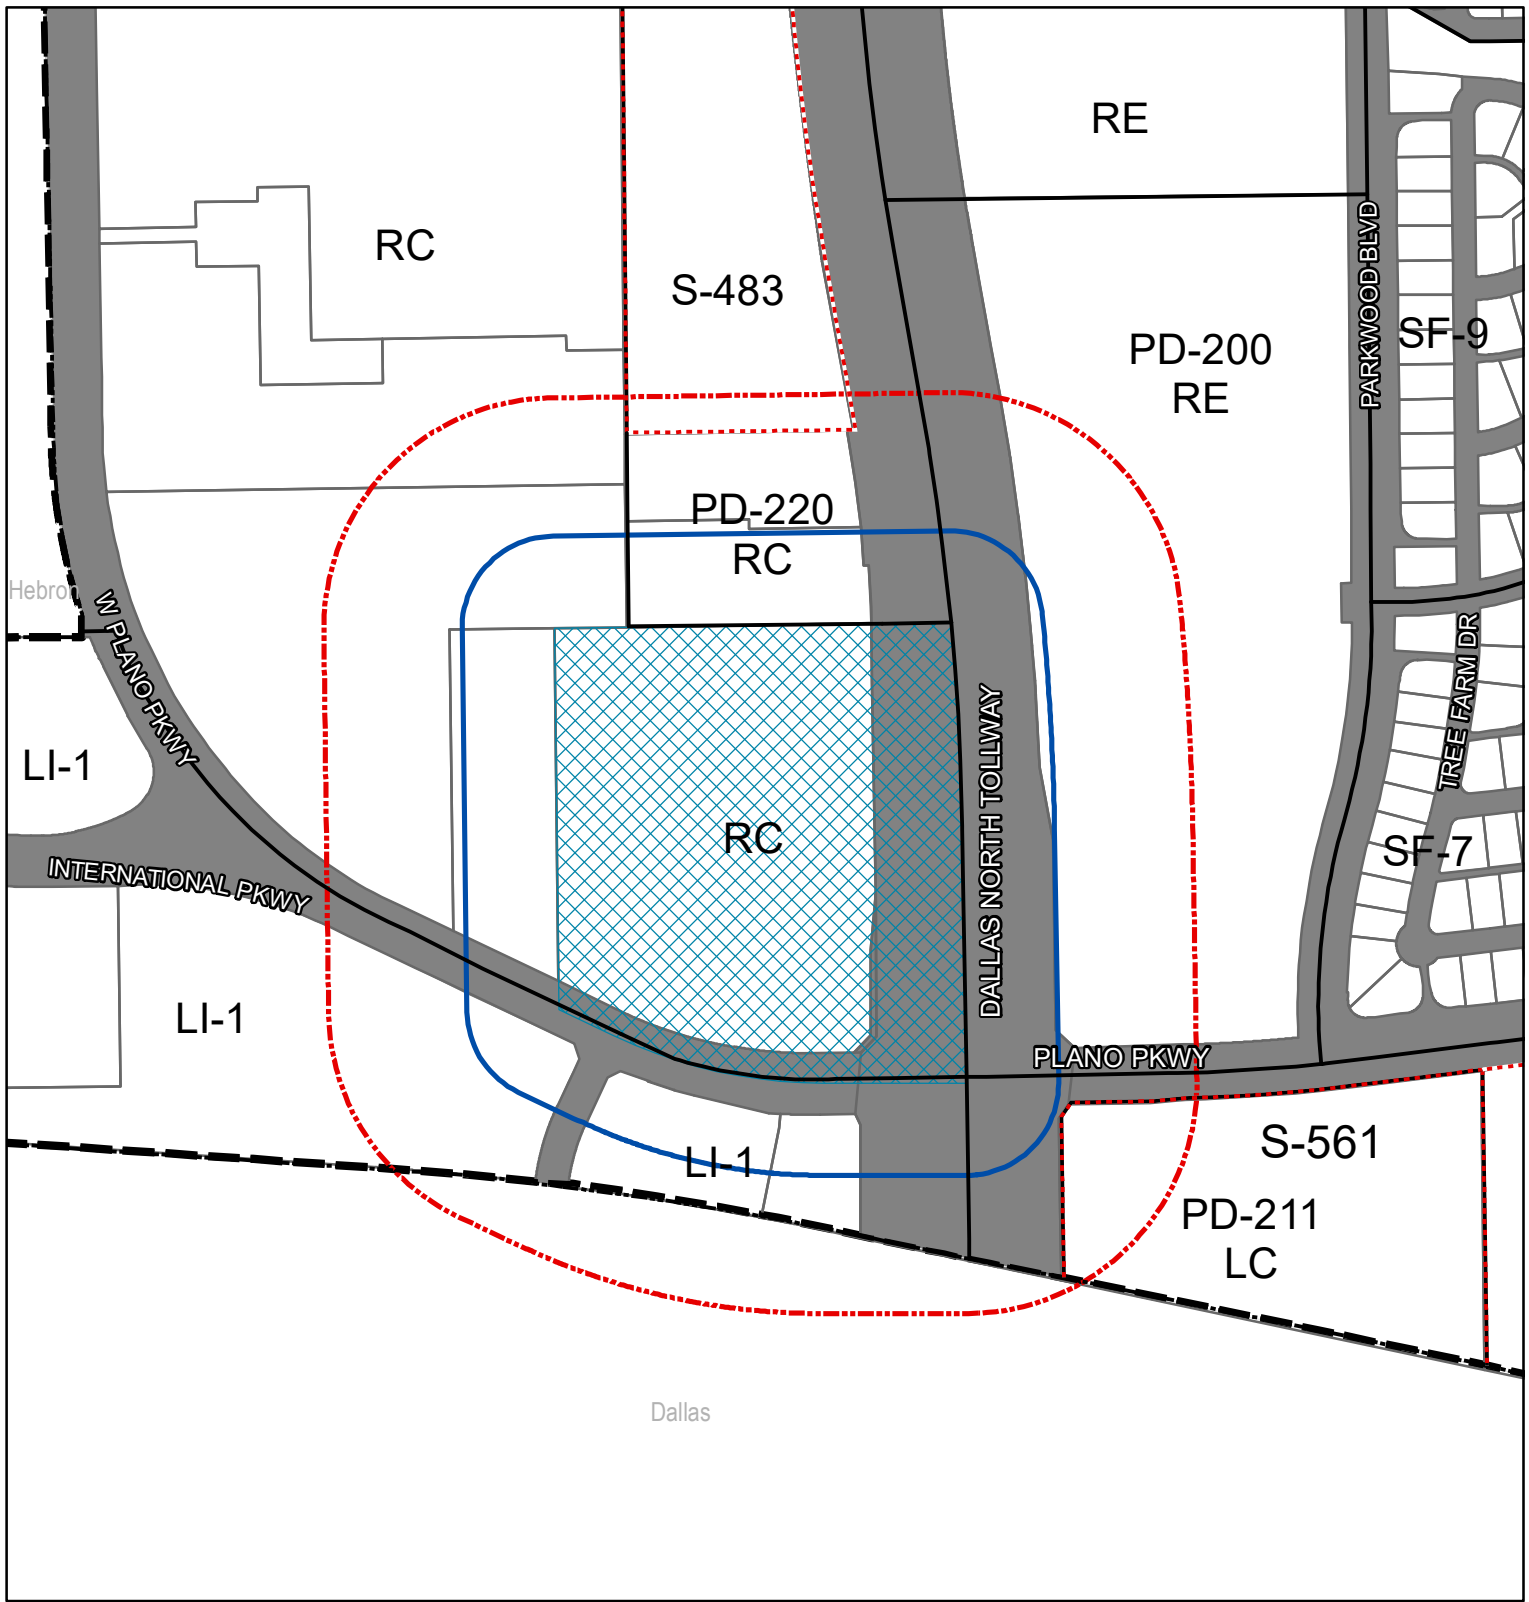 RE
RC
S-483
PARKWOOD BLVD
SF-9
PD-200
RE
PD-220
RC
Hebron
W PLANO PKWY
TREE FARM DR
LI-1
DALLAS NORTH TOLLWAY
RC
SF-7
INTERNATIONAL PKWY
LI-1
PLANO PKWY
S-561
LI-1
PD-211
LC
Dallas